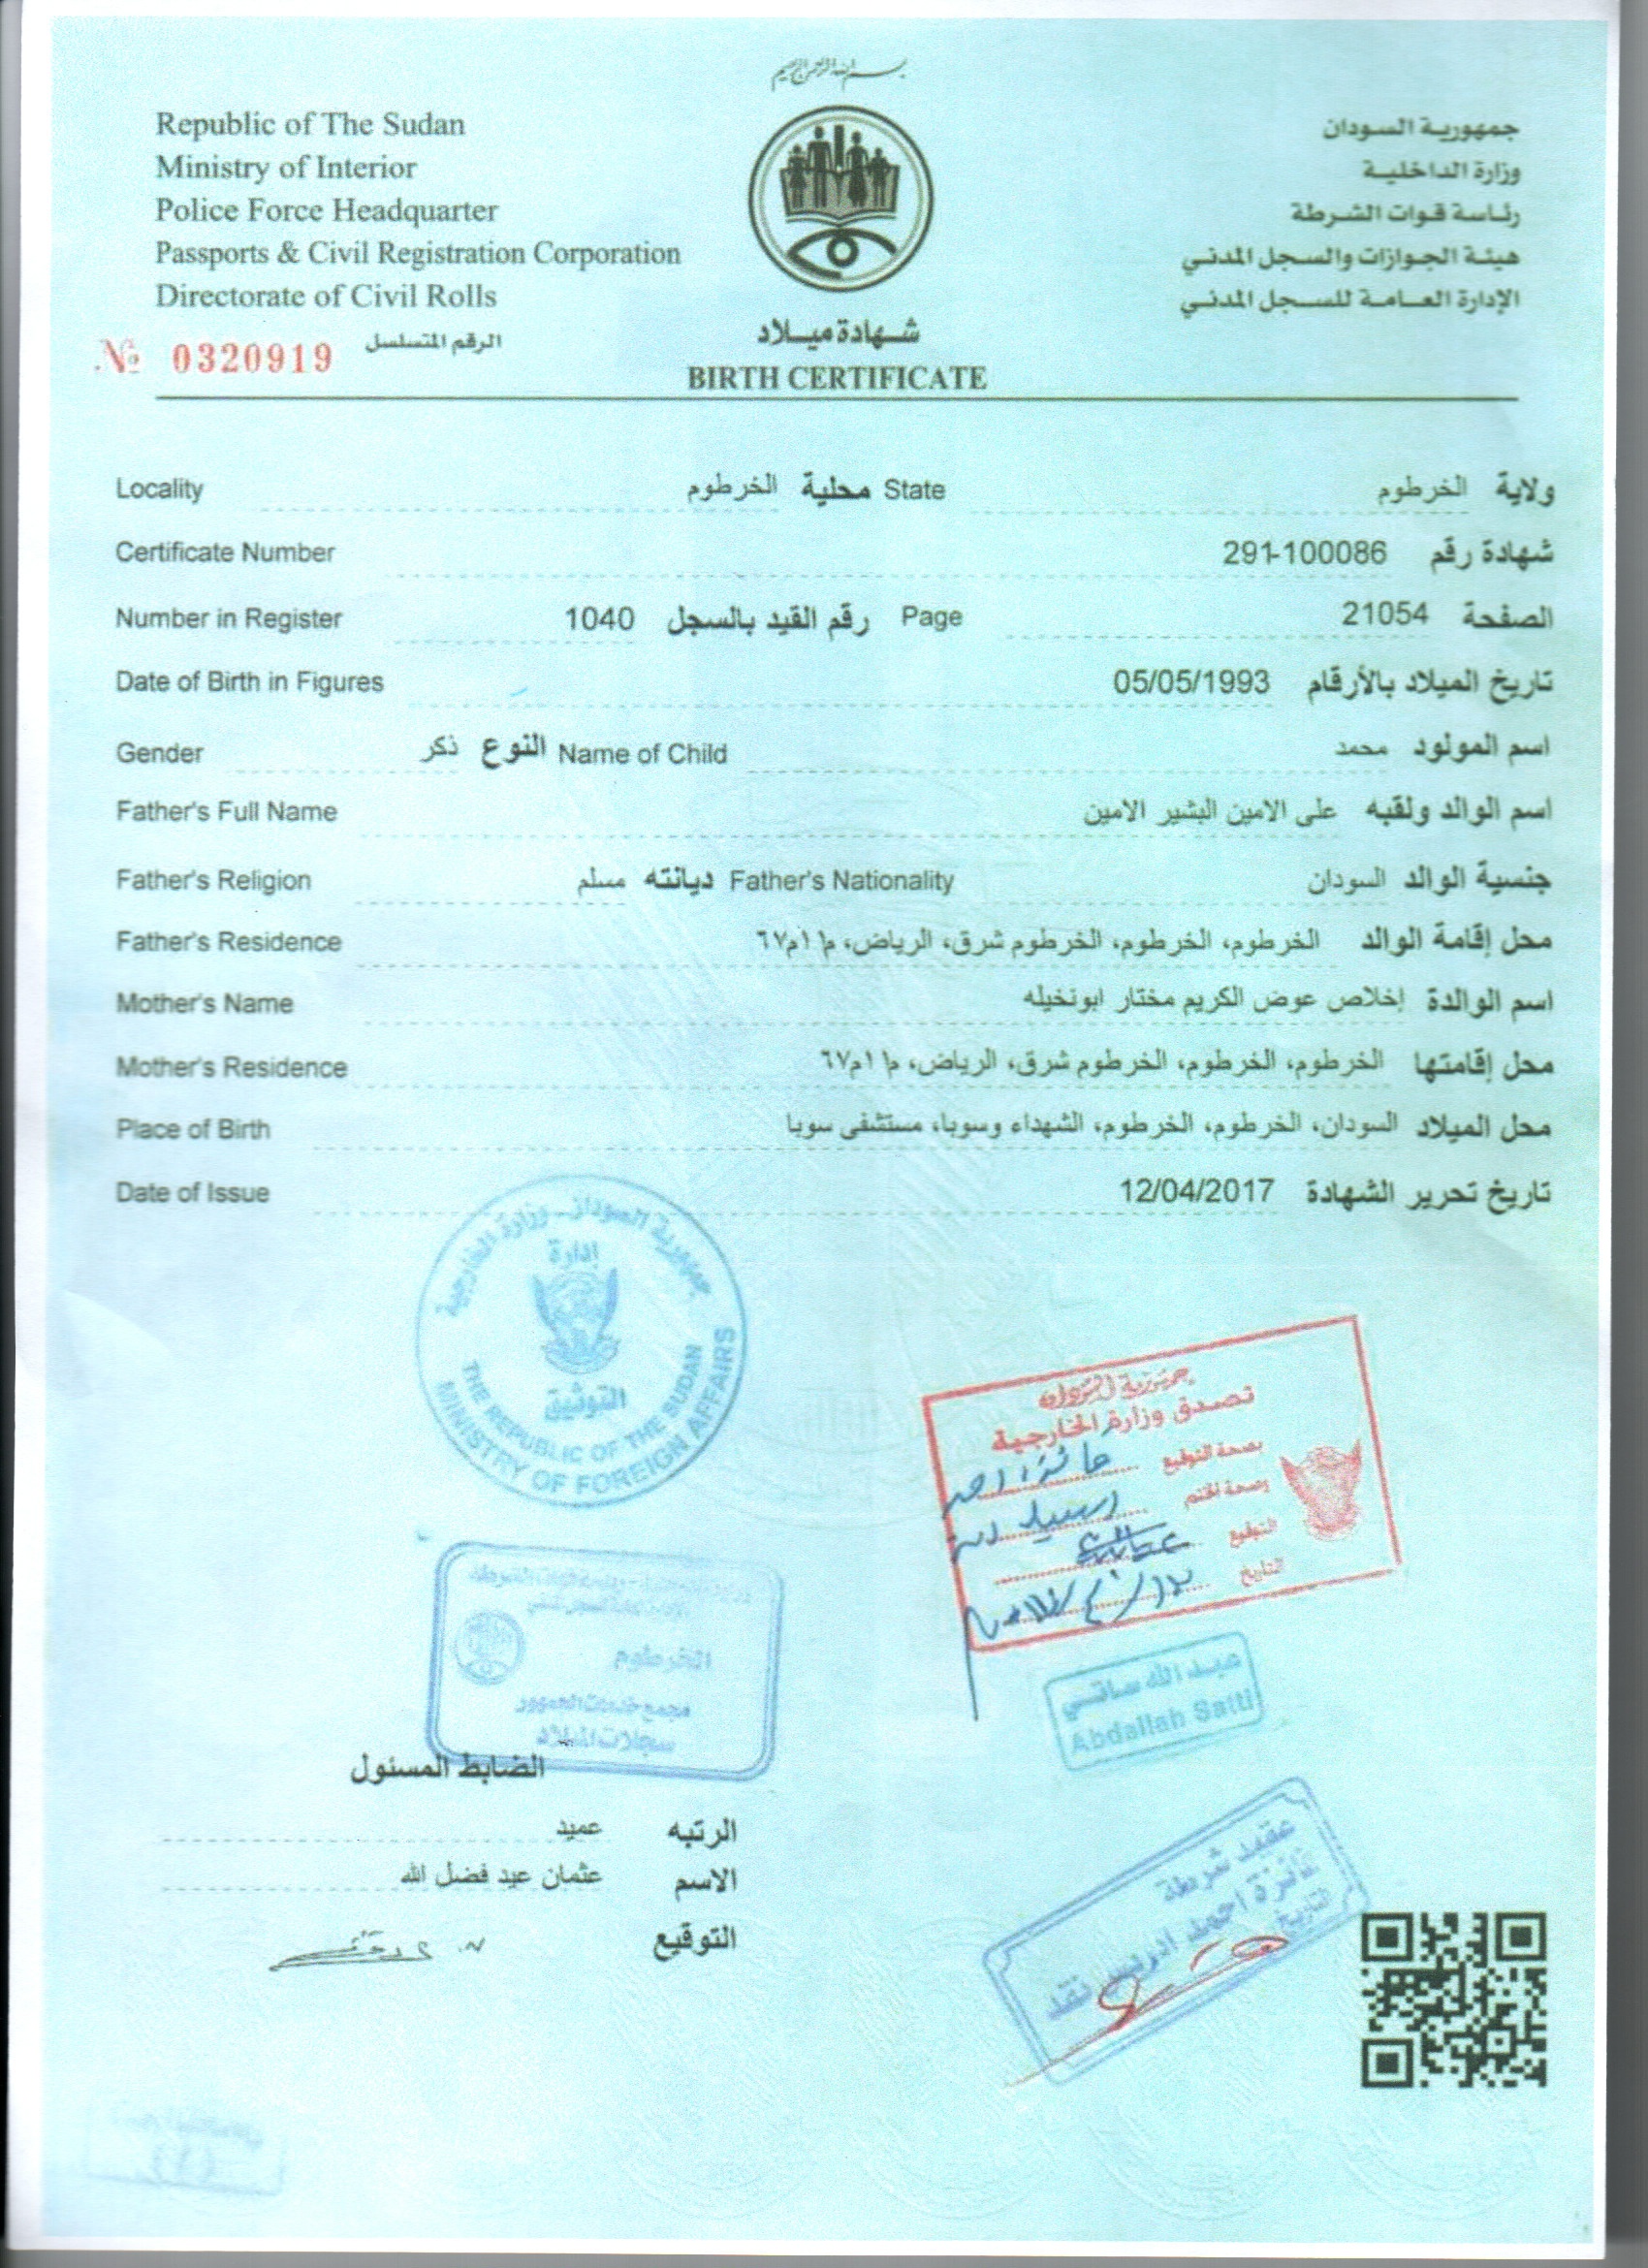 بسم الله الرحمن الرحيم
Republic of The Sudan
Ministry of Interior
Police Force Headquarter
Passports & Civil Registration Corporation
Directorate of Civil Rolls
جمهورية السودان
وزارة الداخلية
رئاسة قوات الشرطة
هيئة الجوازات والسجل المدني
الإدارة العامة للسجل المدني
№ 0320919 الرقم المتسلسل
شهادة ميلاد
BIRTH CERTIFICATE
ولاية الخرطوم State محلية الخرطوم Locality
شهادة رقم 291-100086 Certificate Number
الصفحة 21054 Page رقم القيد بالسجل 1040 Number in Register
تاريخ الميلاد بالأرقام 05/05/1993 Date of Birth in Figures
اسم المولود محمد Name of Child النوع ذكر Gender
اسم الوالد ولقبه على الامين البشير الامين Father's Full Name
جنسية الوالد السودان Father's Nationality ديانته مسلم Father's Religion
محل إقامة الوالد الخرطوم، الخرطوم، الخرطوم شرق، الرياض، م١ا م٦٧ Father's Residence
اسم الوالدة إخلاص عوض الكريم مختار ابونخيله Mother's Name
محل إقامتها الخرطوم، الخرطوم، الخرطوم شرق، الرياض، م١ا م٦٧ Mother's Residence
محل الميلاد السودان، الخرطوم، الخرطوم، الشهداء وسوبا، مستشفى سوبا Place of Birth
تاريخ تحرير الشهادة 12/04/2017 Date of Issue
جمهورية السودان - وزارة الخارجية
إدارة
التوثيق
THE REPUBLIC OF THE SUDAN
MINISTRY OF FOREIGN AFFAIRS
جمهورية السودان
تصدق وزارة الخارجية
بصحة التوقيع
وصحة الختم
التوقيع
التاريخ
الخرطوم
مجمع خدمات الجمهور
سجلات الميلاد
عبد الله ساتي
Abdallah Satti
الضابط المسئول
الرتبه عميد
الاسم عثمان عبد فضل الله
التوقيع
عقيد شرطة
فائزة احمد ادريس نقد
التاريخ